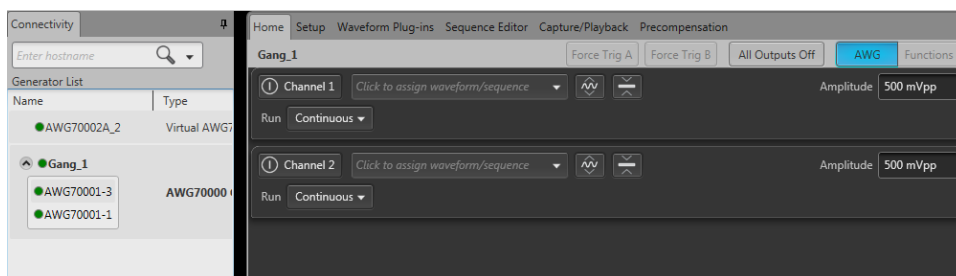 Connectivity
Enter hostname
Generator List
Name Type
AWG70002A_2 Virtual AWG7
Gang_1
AWG70001-3 AWG70000
AWG70001-1
Home Setup Waveform Plug-ins Sequence Editor Capture/Playback Precompensation
Gang_1 Force Trig A Force Trig B All Outputs Off AWG Functions
Channel 1 Click to assign waveform/sequence Amplitude 500 mVpp
Run Continuous
Channel 2 Click to assign waveform/sequence Amplitude 500 mVpp
Run Continuous